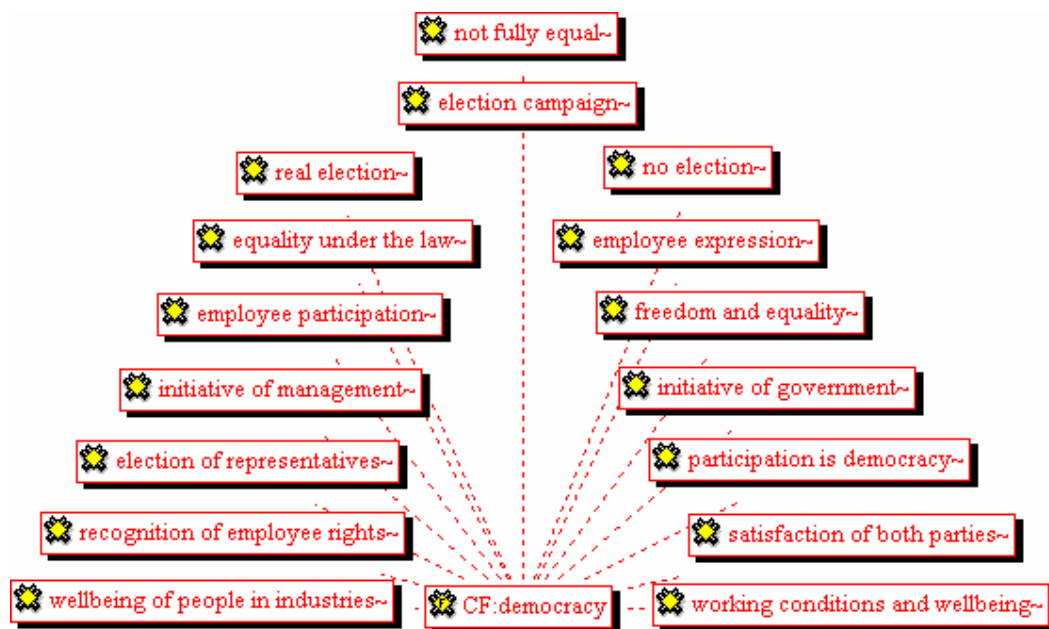 not fully equal~
election campaign~
real election~
no election~
equality under the law~
employee expression~
employee participation~
freedom and equality~
initiative of management~
initiative of government~
election of representatives~
participation is democracy~
recognition of employee rights~
satisfaction of both parties~
wellbeing of people in industries~
CF:democracy
working conditions and wellbeing~